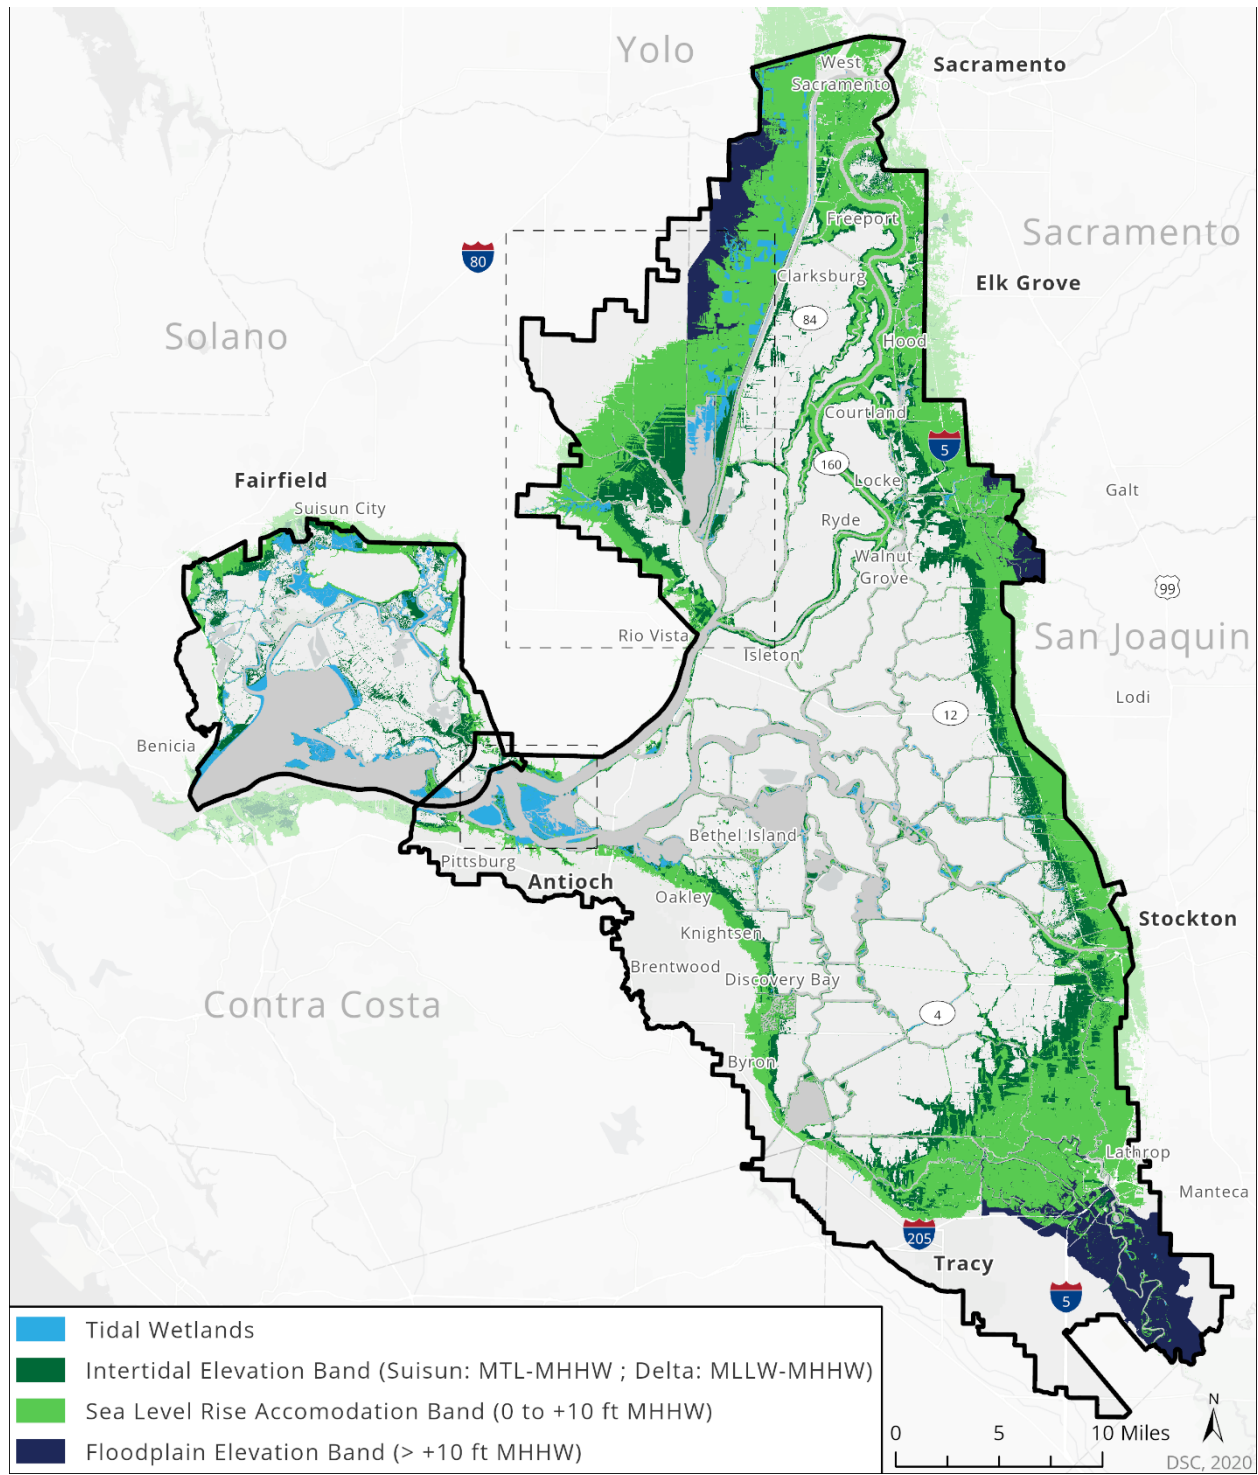 Yolo
West
Sacramento
Sacramento
Freeport
Sacramento
80
Clarksburg
Elk Grove
84
Solano
Hood
Courtland
5
160
Fairfield
Locke
Galt
Suisun City
Ryde
Walnut
Grove
99
Rio Vista
San Joaquin
Isleton
Lodi
12
Benicia
Bethel Island
Pittsburg
Antioch
Oakley
Stockton
Knightsen
Brentwood
Discovery Bay
Contra Costa
4
Byron
Lathrop
Manteca
205
Tracy
5
Tidal Wetlands
Intertidal Elevation Band (Suisun: MTL-MHHW ; Delta: MLLW-MHHW)
Sea Level Rise Accomodation Band (0 to +10 ft MHHW)
Floodplain Elevation Band (> +10 ft MHHW)
N
0 5 10 Miles
DSC, 2020